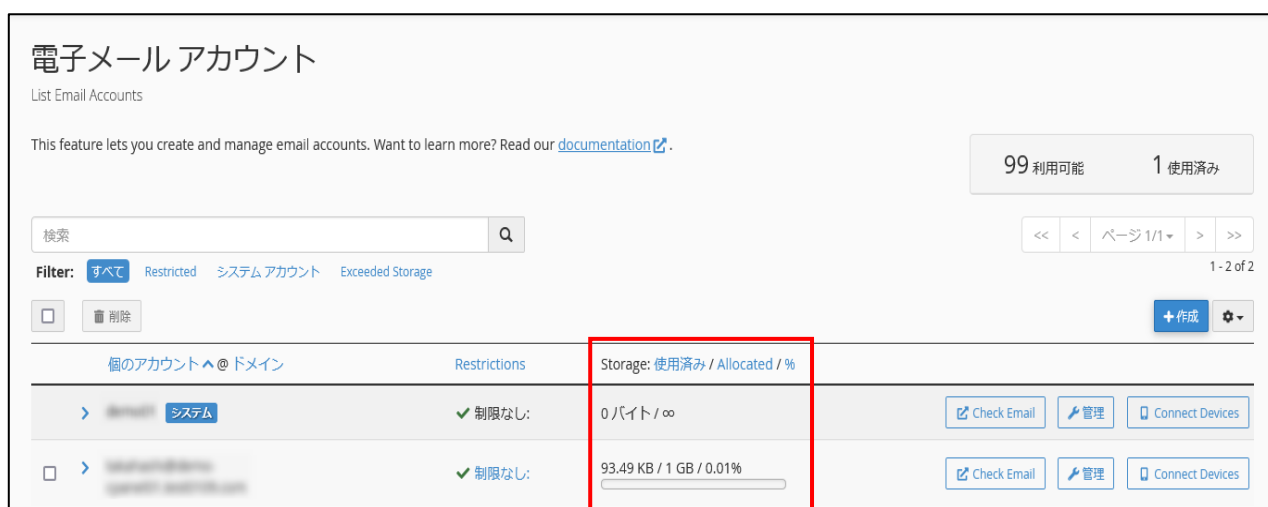 電子メール アカウント
List Email Accounts
This feature lets you create and manage email accounts. Want to learn more? Read our documentation.
99 利用可能 1 使用済み
検索
<< < ページ 1/1 > >>
Filter: すべて Restricted システム アカウント Exceeded Storage
1 - 2 of 2
削除
+作成
個のアカウント @ ドメイン Restrictions Storage: 使用済み / Allocated / %
システム 制限なし: 0 バイト / ∞ Check Email 管理 Connect Devices
制限なし: 93.49 KB / 1 GB / 0.01% Check Email 管理 Connect Devices